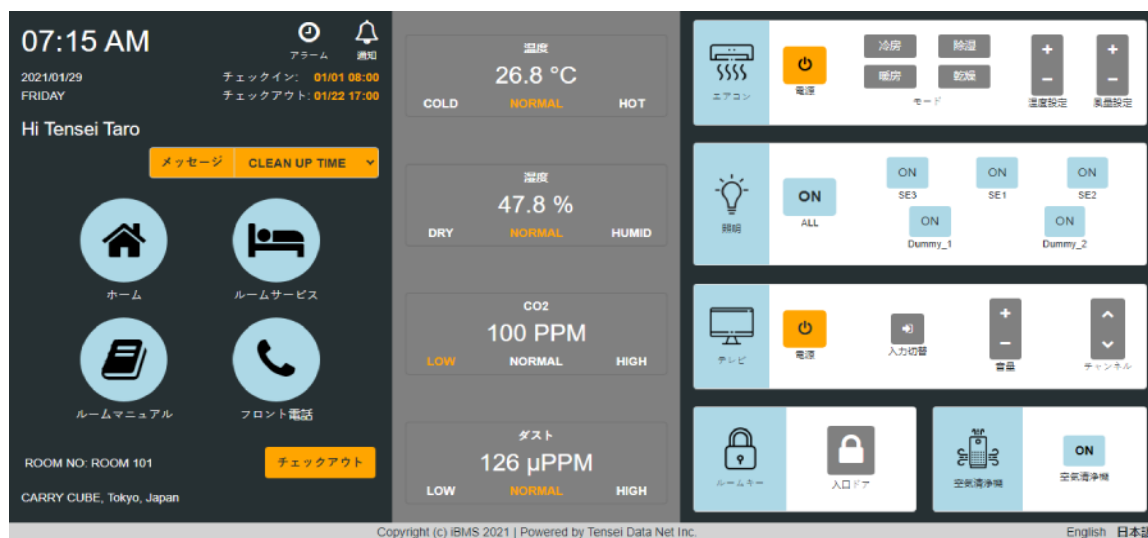 07:15 AM
アラーム
通知
2021/01/29
FRIDAY
チェックイン: 01/01 08:00
チェックアウト: 01/22 17:00
Hi Tensei Taro
メッセージ
CLEAN UP TIME
ホーム
ルームサービス
ルームマニュアル
フロント電話
ROOM NO: ROOM 101
チェックアウト
CARRY CUBE, Tokyo, Japan
温度
26.8 °C
COLD NORMAL HOT
湿度
47.8 %
DRY NORMAL HUMID
CO2
100 PPM
LOW NORMAL HIGH
ダスト
126 µPPM
LOW NORMAL HIGH
エアコン
電源
冷房 除湿
暖房 乾燥
モード
+ +
− −
温度設定 風量設定
照明
ON
ALL
ON ON ON
SE3 SE1 SE2
ON ON
Dummy_1 Dummy_2
テレビ
電源
入力切替
+
−
音量
チャンネル
ルームキー
入口ドア
空気清浄機
ON
空気清浄機
Copyright (c) iBMS 2021 | Powered by Tensei Data Net Inc.
English 日本語